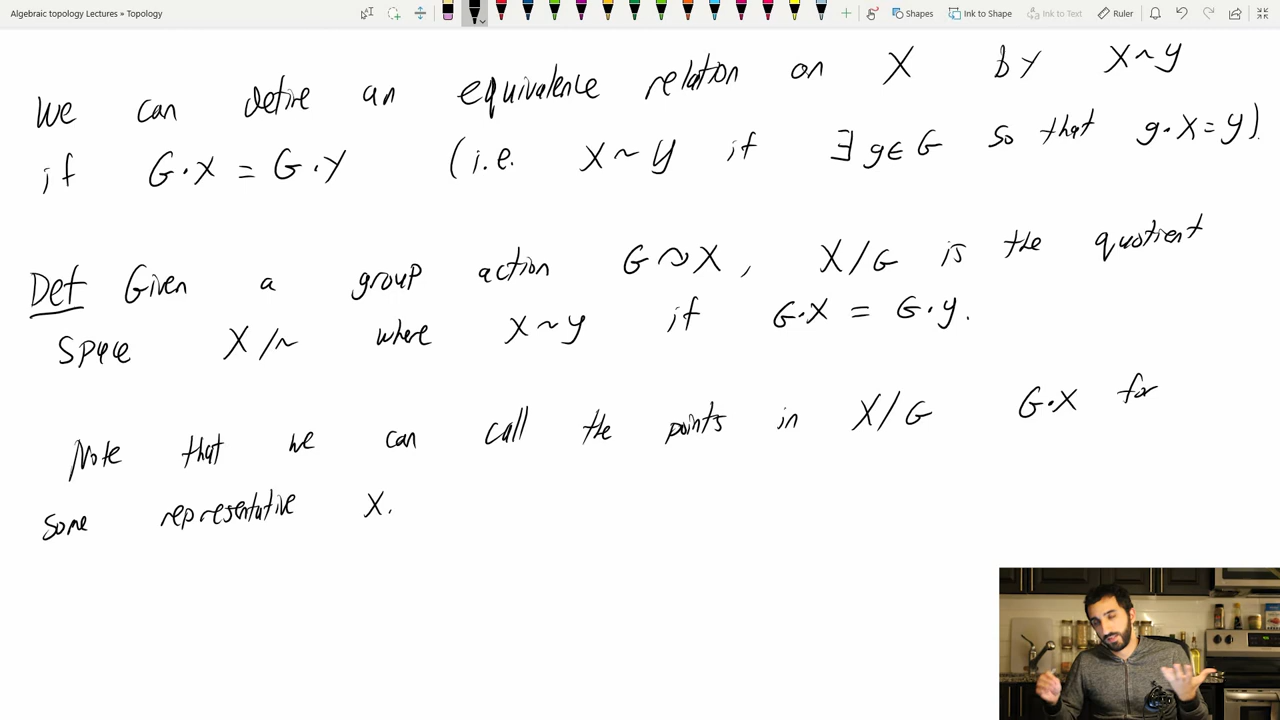 Algebraic topology Lectures » Topology
Shapes
Ink to Shape
Ink to Text
Ruler
We can define an equivalence relation on X by x~y
if G·x = G·y (i.e. x~y if ∃g∈G so that g·x=y).
Def Given a group action G↷X, X/G is the quotient
space X/~ where x~y if G·x = G·y.
Note that we can call the points in X/G G·x for
some representative x.